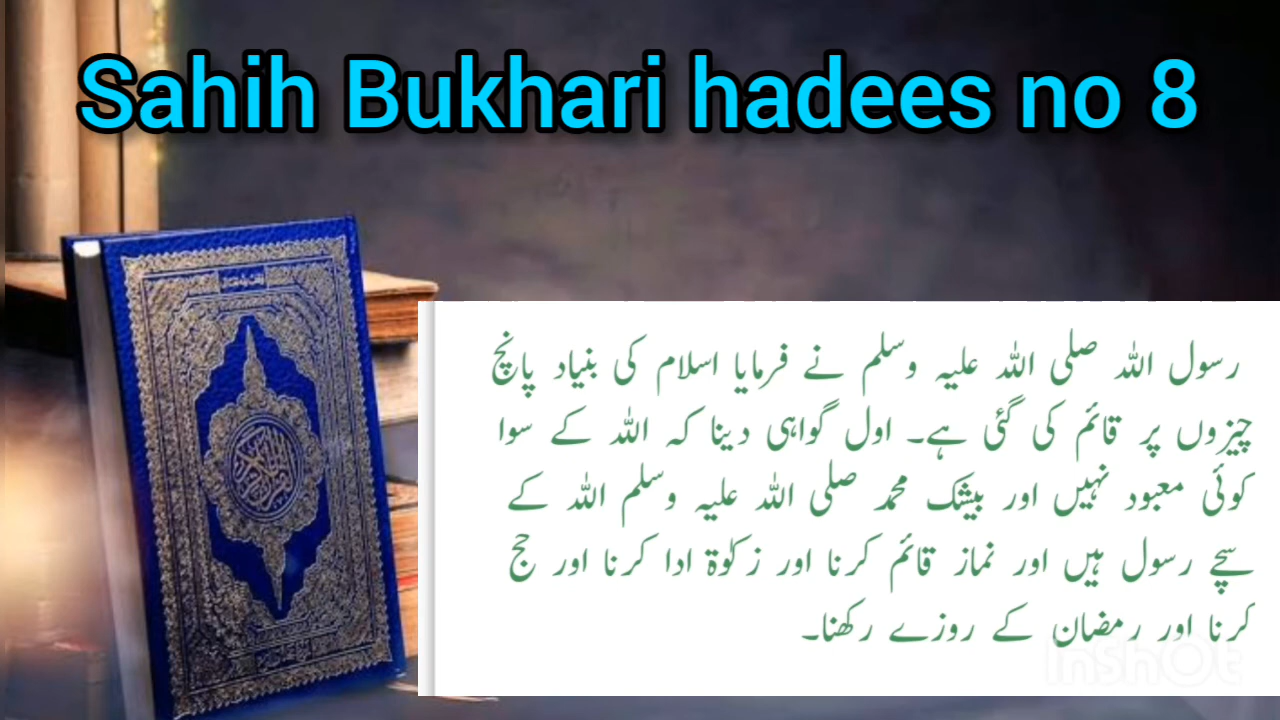 Sahih Bukhari hadees no 8
رسول اللہ صلی اللہ علیہ وسلم نے فرمایا اسلام کی بنیاد پانچ
چیزوں پر قائم کی گئی ہے۔ اول گواہی دینا کہ اللہ کے سوا
کوئی معبود نہیں اور بیشک محمد صلی اللہ علیہ وسلم اللہ کے
سچے رسول ہیں اور نماز قائم کرنا اور زکوٰۃ ادا کرنا اور حج
کرنا اور رمضان کے روزے رکھنا۔
InShOt